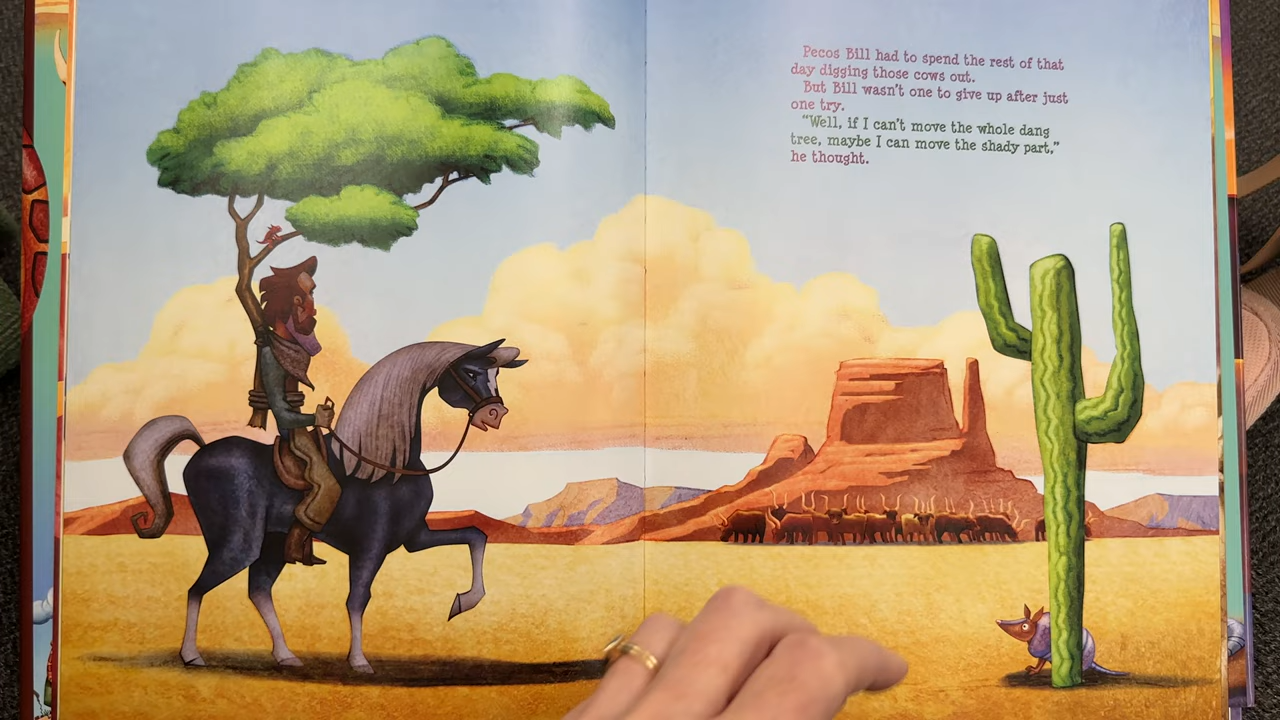 Pecos Bill had to spend the rest of that
day digging those cows out.
But Bill wasn't one to give up after just
one try.
“Well, if I can't move the whole dang
tree, maybe I can move the shady part,”
he thought.